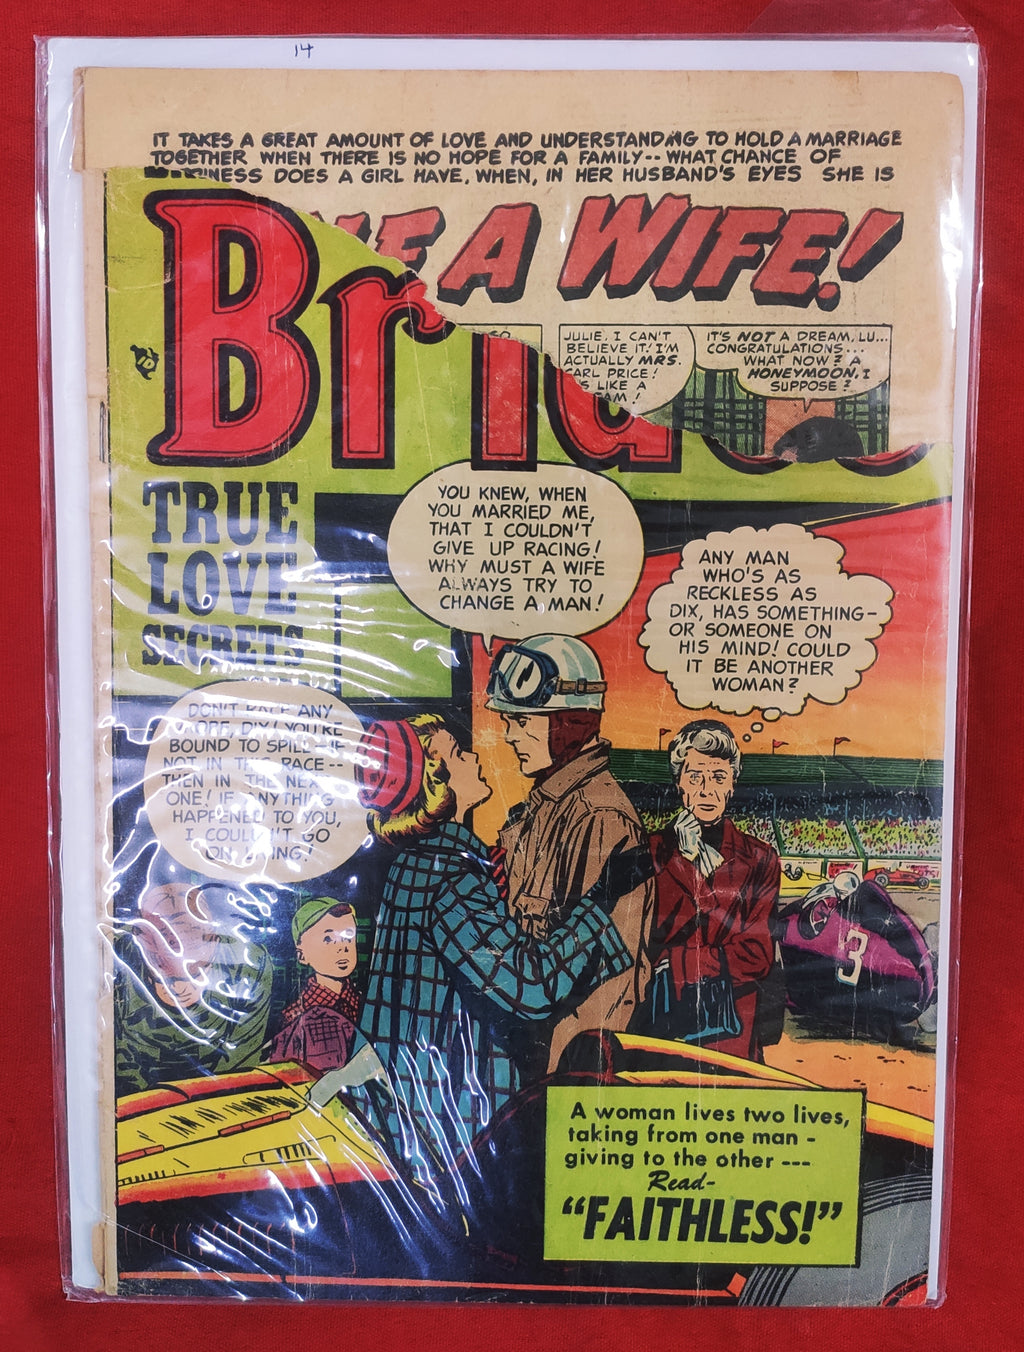 14
IT TAKES A GREAT AMOUNT OF LOVE AND UNDERSTANDING TO HOLD A MARRIAGE
TOGETHER WHEN THERE IS NO HOPE FOR A FAMILY-- WHAT CHANCE OF
DOES A GIRL HAVE, WHEN, IN HER HUSBAND'S EYES SHE IS
A WIFE!
JULIE, I CAN'T
BELIEVE IT! I'M
ACTUALLY MRS.
CARL PRICE!
LIKE A
IT'S NOT A DREAM, LU...
CONGRATULATIONS...
WHAT NOW? A
HONEYMOON, I
SUPPOSE?
Bri
TRUE
LOVE
SECRETS
YOU KNEW, WHEN
YOU MARRIED ME,
THAT I COULDN'T
GIVE UP RACING!
WHY MUST A WIFE
ALWAYS TRY TO
CHANGE A MAN!
ANY MAN
WHO'S AS
RECKLESS AS
DIX, HAS SOMETHING-
OR SOMEONE ON
HIS MIND! COULD
IT BE ANOTHER
WOMAN?
DON'T RACE ANY
MORE, DIX! YOU'RE
BOUND TO SPILL--IF
NOT IN THIS RACE--
THEN IN THE NEXT
ONE! IF ANYTHING
HAPPENED TO YOU,
I COULDN'T GO
ON LIVING!
3
A woman lives two lives,
taking from one man -
giving to the other ---
Read-
"FAITHLESS!"